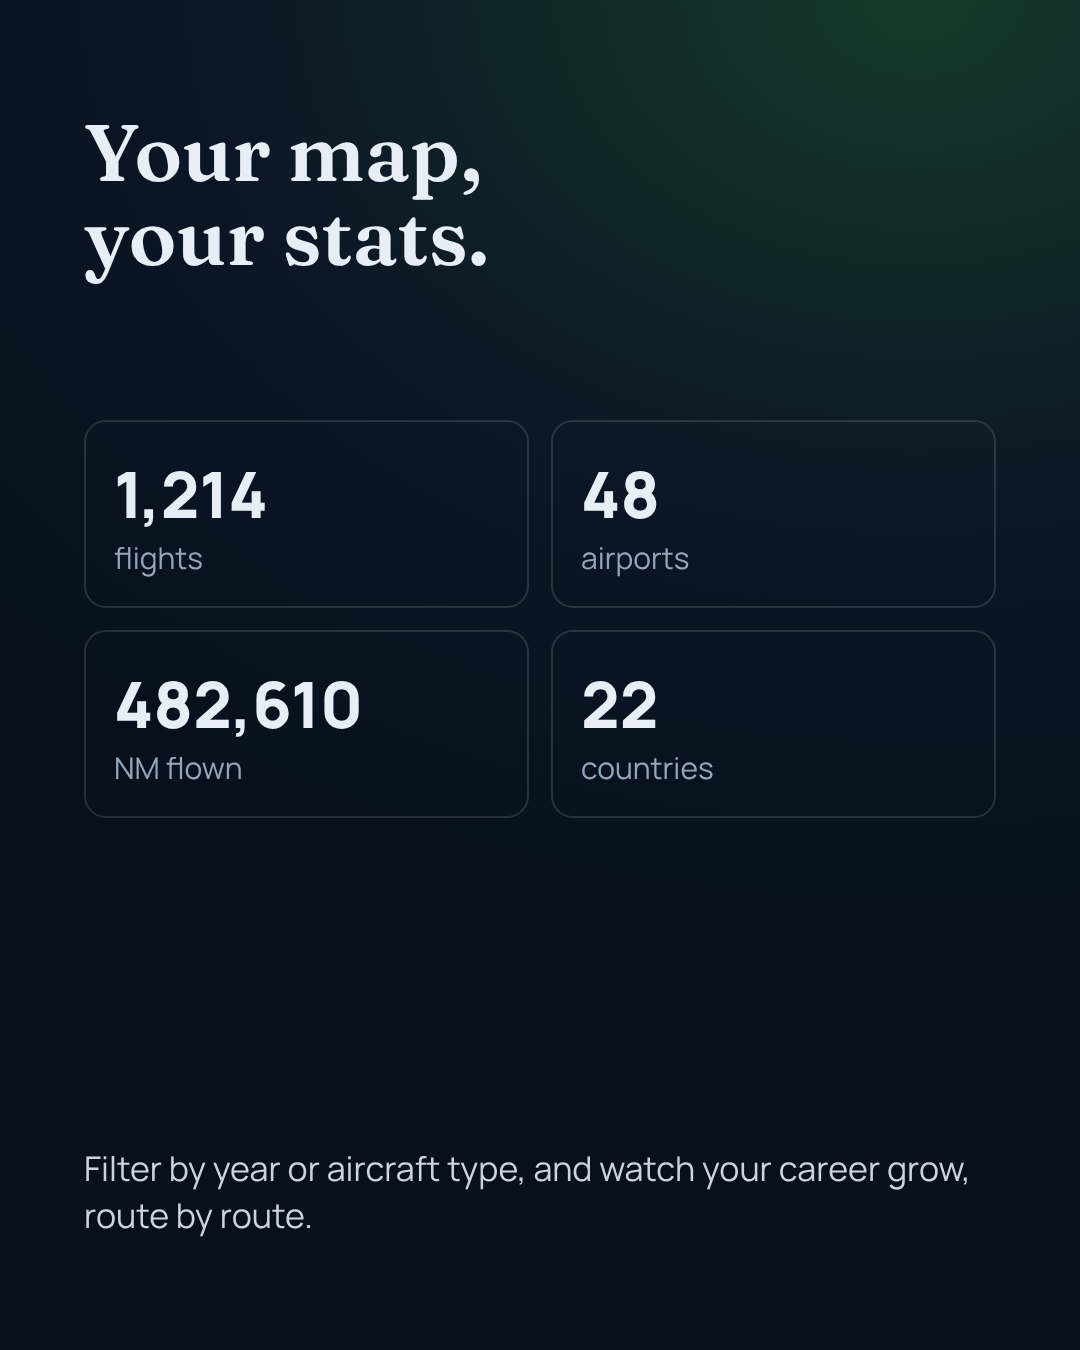 Your map,
your stats.
1,214
flights
48
airports
482,610
NM flown
22
countries
Filter by year or aircraft type, and watch your career grow,
route by route.